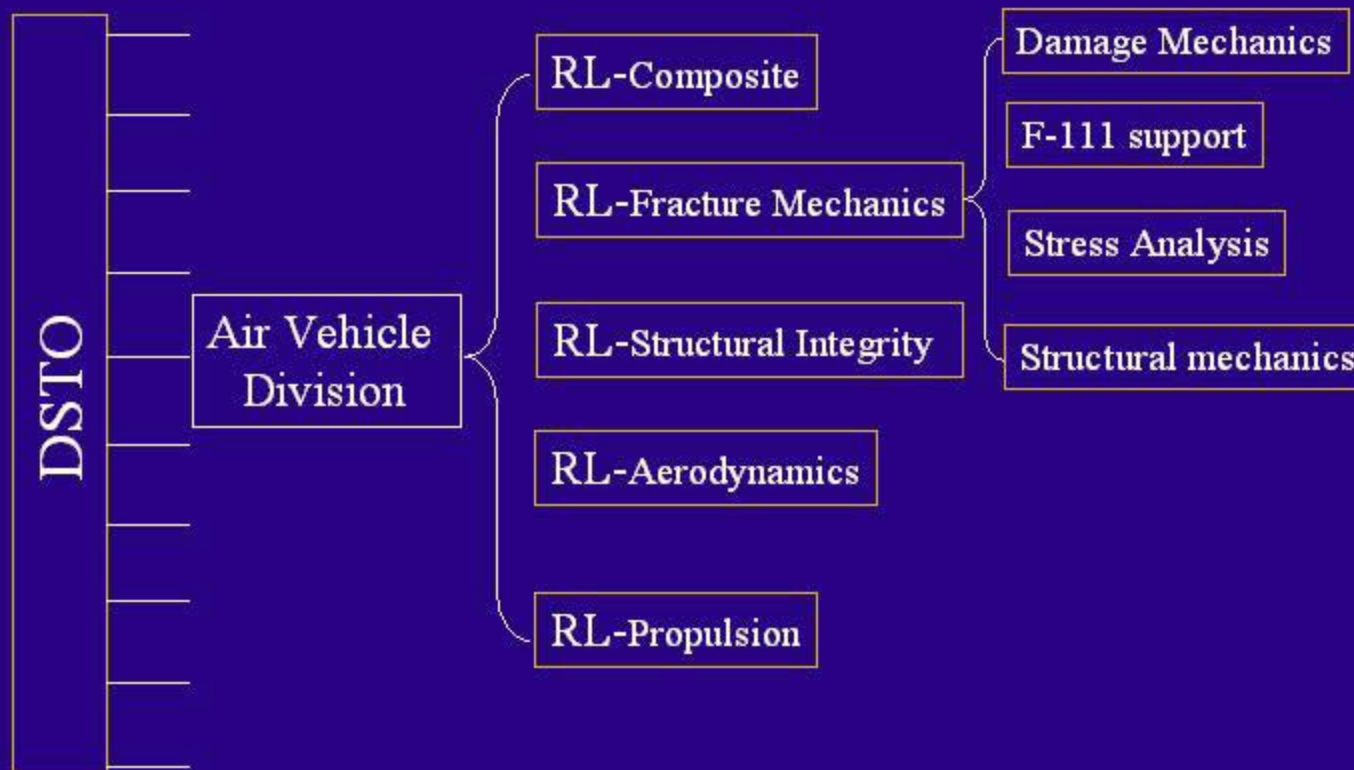 DSTO
Air Vehicle
Division
RL-Composite
RL-Fracture Mechanics
RL-Structural Integrity
RL-Aerodynamics
RL-Propulsion
Damage Mechanics
F-111 support
Stress Analysis
Structural mechanics